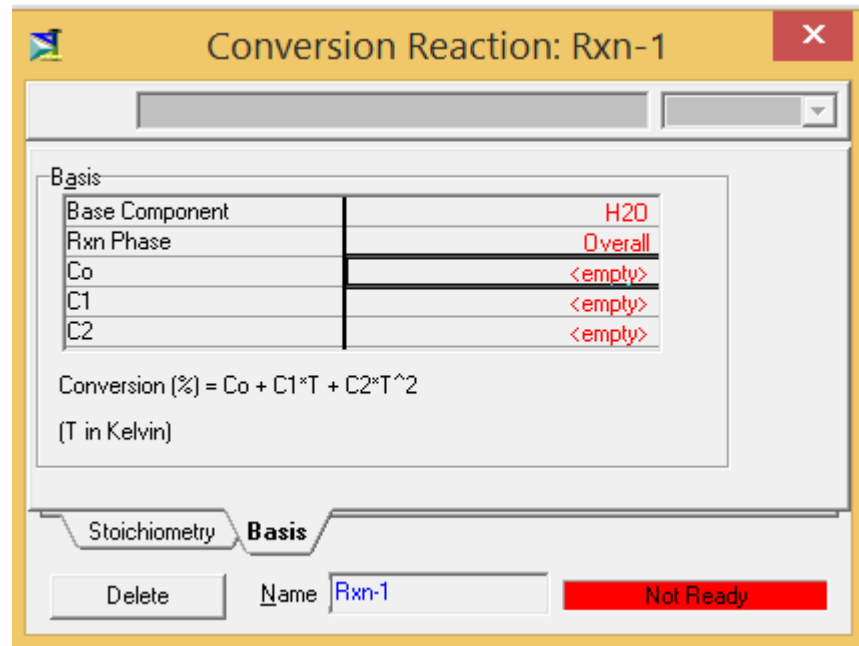 Conversion Reaction: Rxn-1
Basis
Base Component H2O
Rxn Phase Overall
Co <empty>
C1 <empty>
C2 <empty>
Conversion (%) = Co + C1*T + C2*T^2
(T in Kelvin)
Stoichiometry Basis
Delete Name Rxn-1 Not Ready